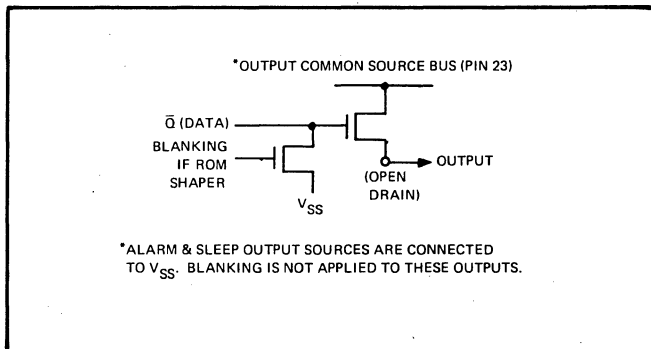 *OUTPUT COMMON SOURCE BUS (PIN 23)
Q̅ (DATA)
BLANKING
IF ROM
SHAPER
VSS
OUTPUT
(OPEN
DRAIN)
*ALARM & SLEEP OUTPUT SOURCES ARE CONNECTED
TO VSS. BLANKING IS NOT APPLIED TO THESE OUTPUTS.